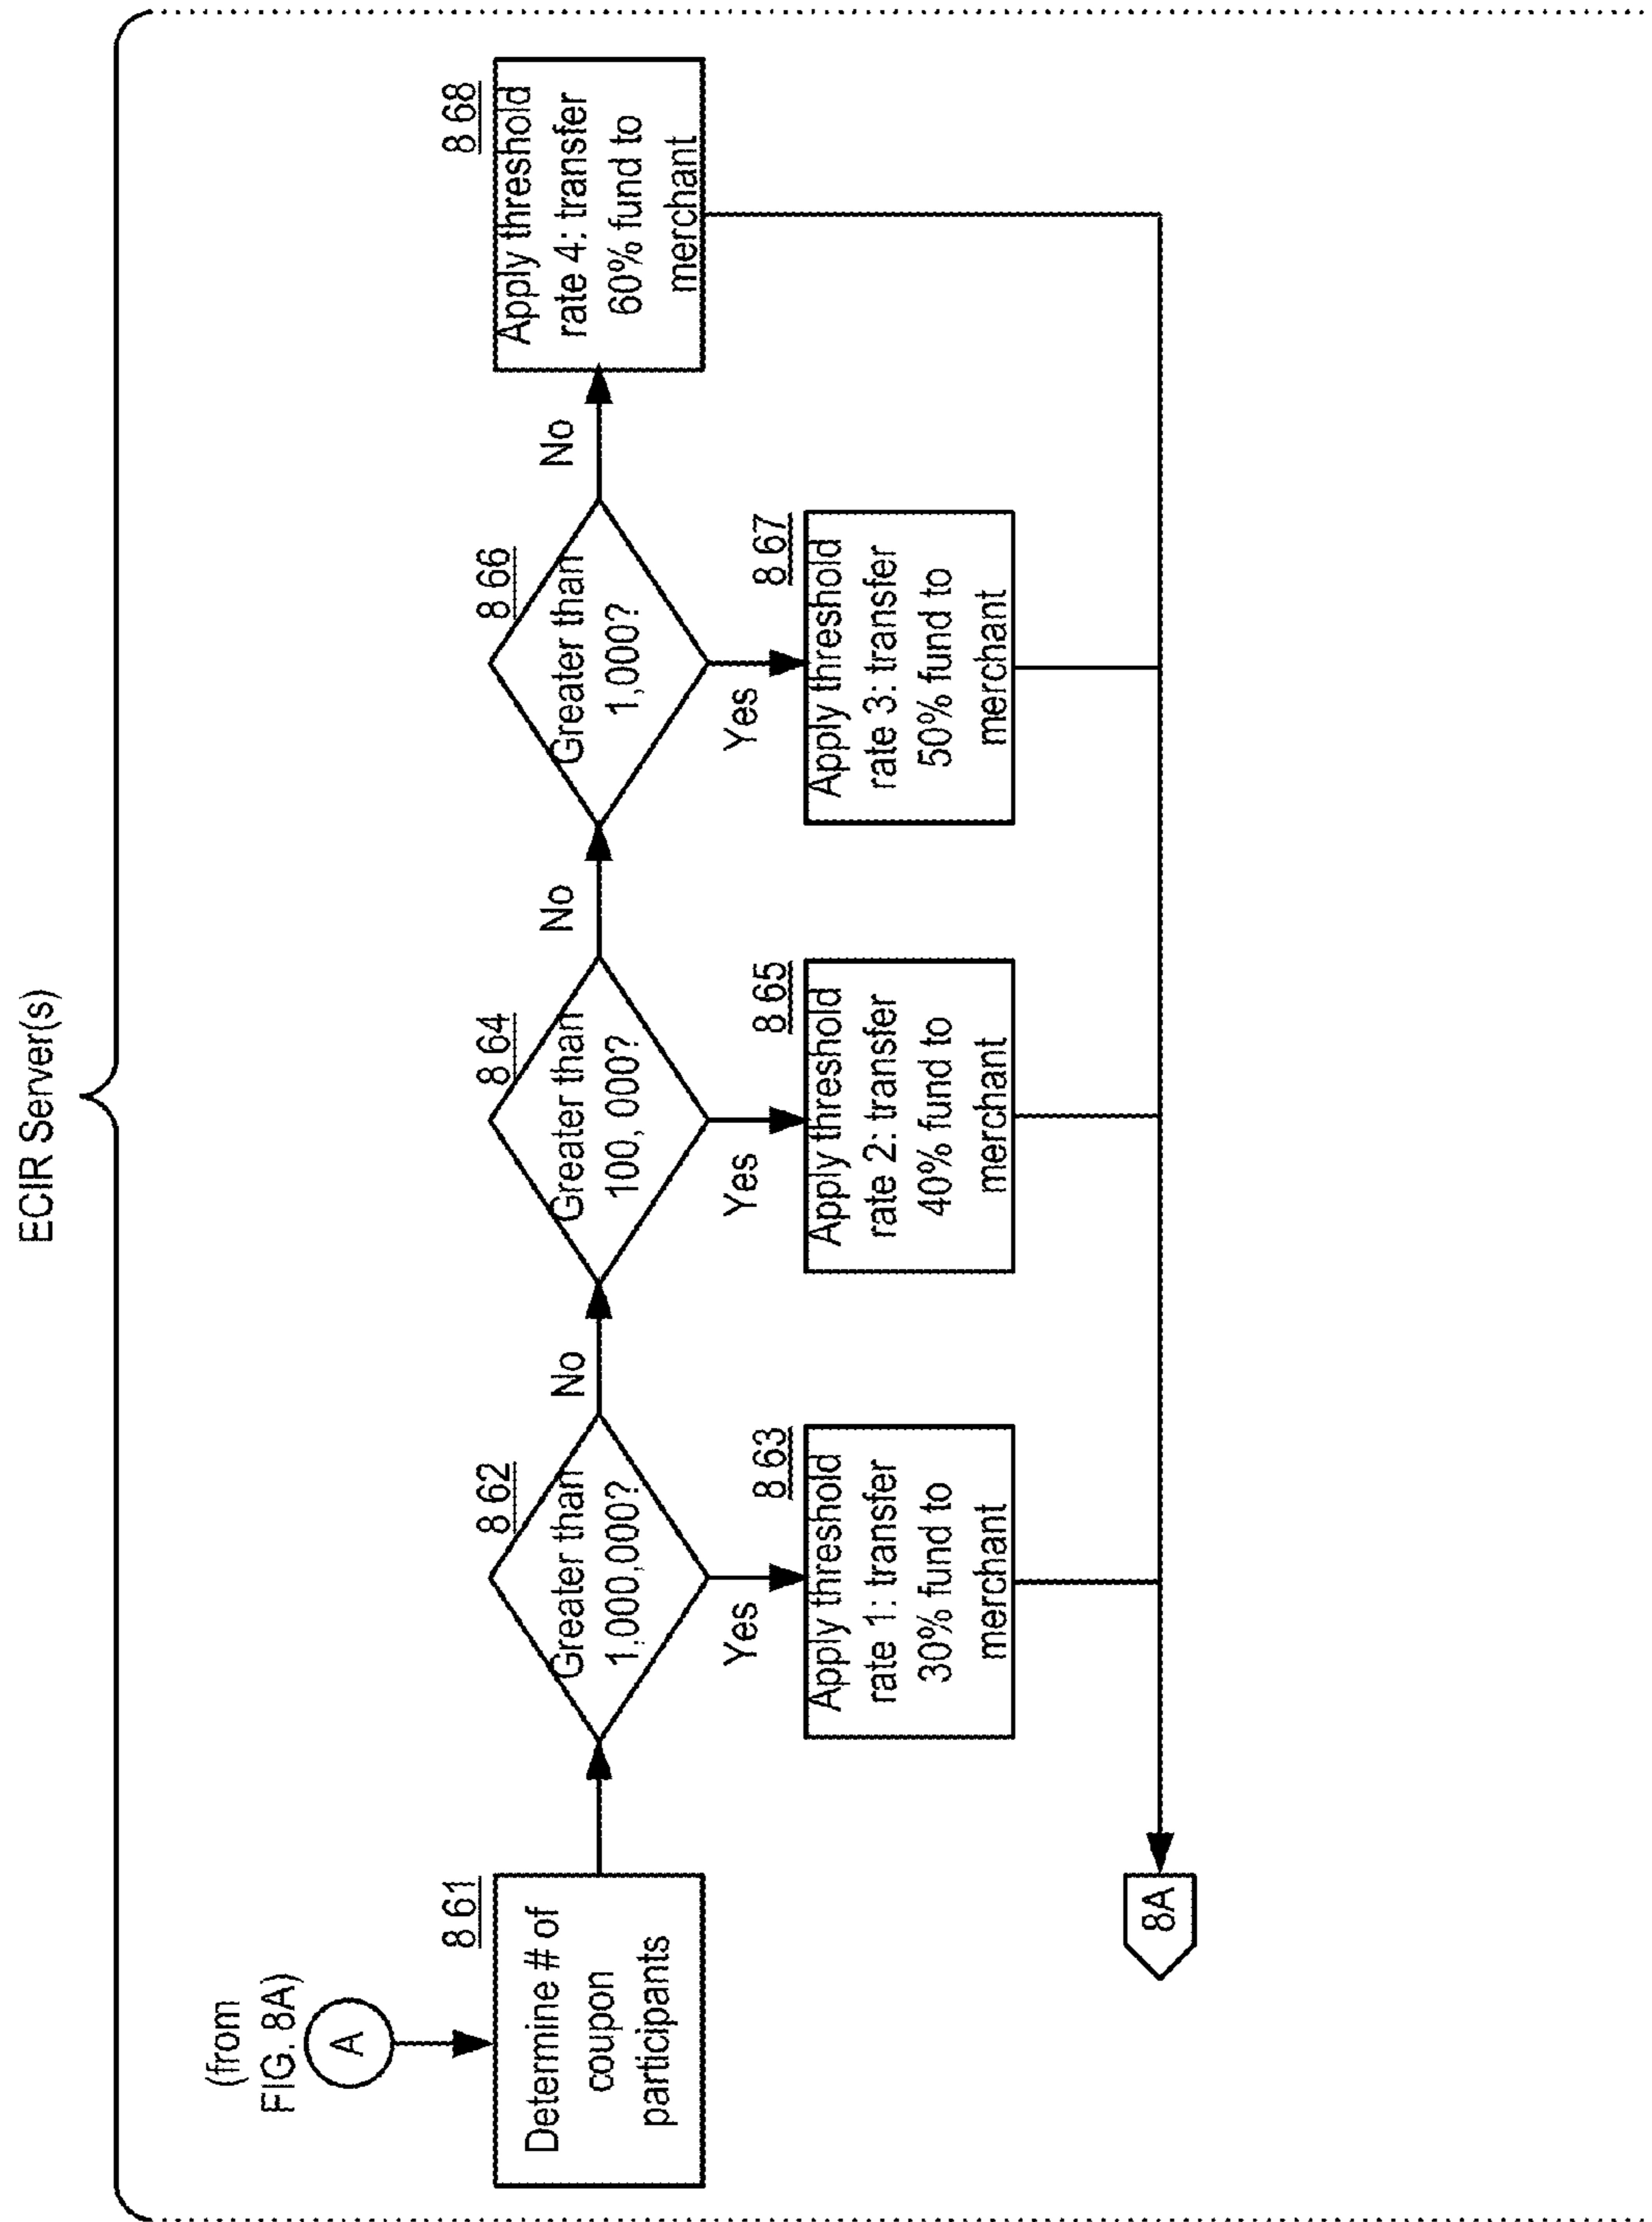 ECIR Server(s)
(from
FIG. 8A)
A
8 61
Determine # of
coupon
participants
8 62
Greater than
1,000,000?
No
Yes
8 63
Apply threshold
rate 1: transfer
30% fund to
merchant
8 64
Greater than
100, 000?
No
Yes
8 65
Apply threshold
rate 2: transfer
40% fund to
merchant
8 66
Greater than
1,000?
No
Yes
8 67
Apply threshold
rate 3: transfer
50% fund to
merchant
8 68
Apply threshold
rate 4: transfer
60% fund to
merchant
8A